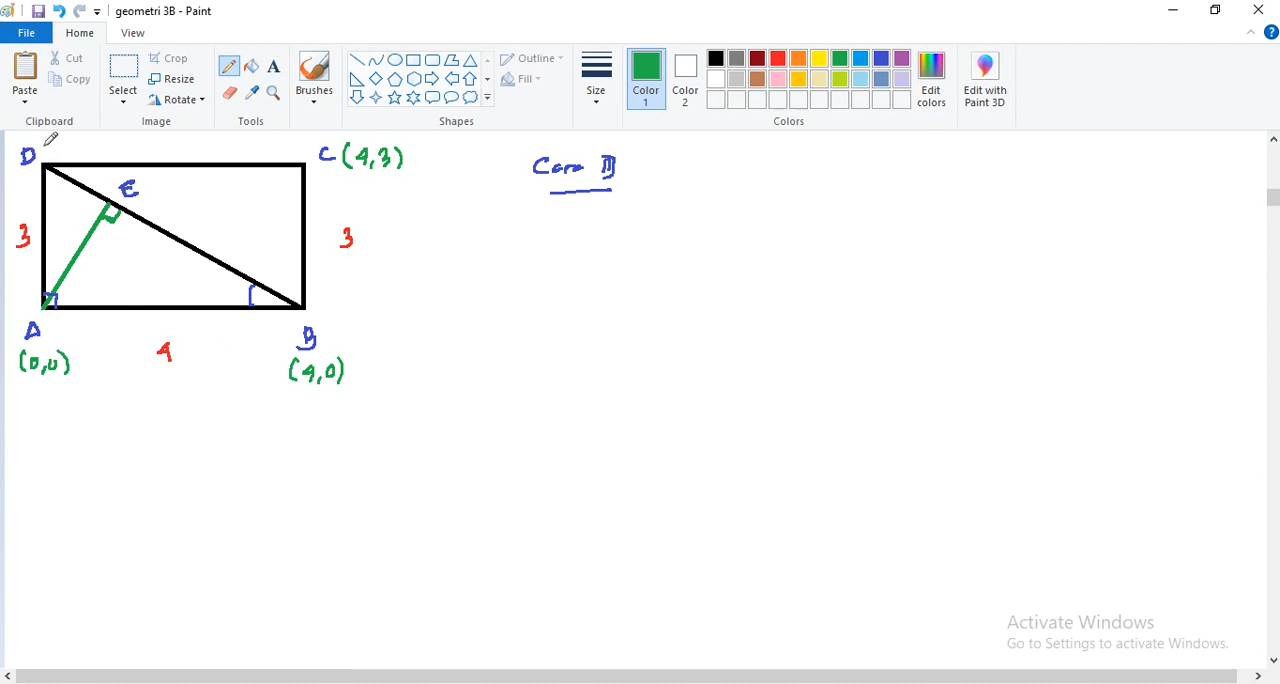 geometri 3B - Paint
File Home View
Paste
Cut
Copy
Clipboard
Select
Crop
Resize
Rotate
Image
A
Tools
Brushes
Shapes
Outline
Fill
Size
Color 1
Color 2
Colors
Edit colors
Edit with Paint 3D
D
C (4,3)
E
3
3
A
(0,0)
4
B
(4,0)
Cara III
Activate Windows
Go to Settings to activate Windows.